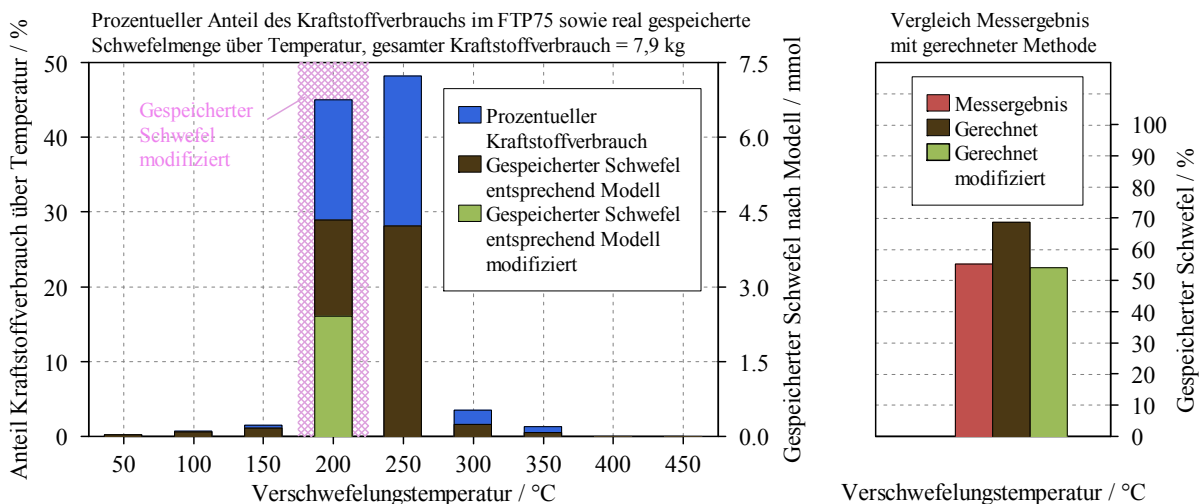 Prozentueller Anteil des Kraftstoffverbrauchs im FTP75 sowie real gespeicherte
Schwefelmenge über Temperatur, gesamter Kraftstoffverbrauch = 7,9 kg
Anteil Kraftstoffverbrauch über Temperatur / %
50
40
30
20
10
0
Gespeicherter
Schwefel
modifiziert
Prozentueller
Kraftstoffverbrauch
Gespeicherter Schwefel
entsprechend Modell
Gespeicherter Schwefel
entsprechend Modell
modifiziert
7.5
6.0
4.5
3.0
1.5
0.0
Gespeicherter Schwefel nach Modell / mmol
50 100 150 200 250 300 350 400 450
Verschwefelungstemperatur / °C
Vergleich Messergebnis
mit gerechneter Methode
Messergebnis
Gerechnet
Gerechnet
modifiziert
100
90
80
70
60
50
40
30
20
10
0
Gespeicherter Schwefel / %
Verschwefelungstemperatur / °C